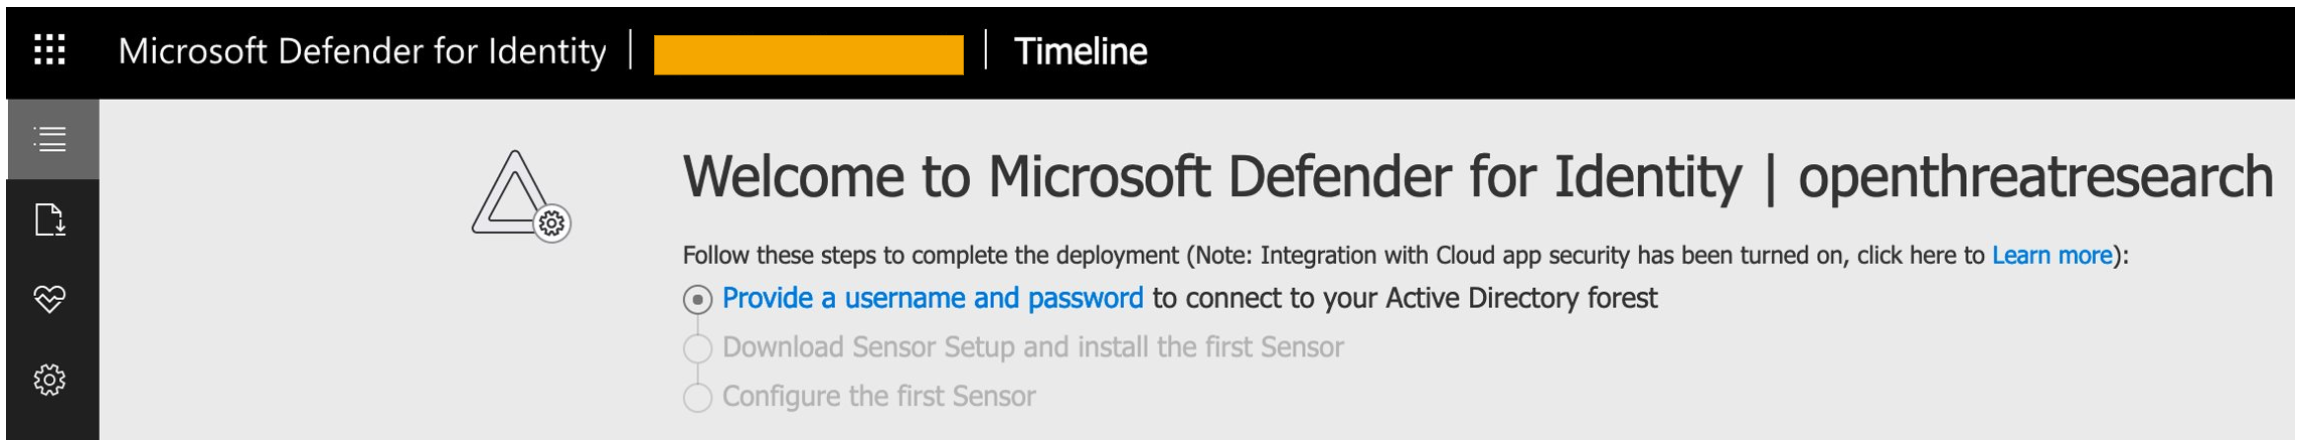 Microsoft Defender for Identity | | Timeline
Welcome to Microsoft Defender for Identity | openthreatresearch
Follow these steps to complete the deployment (Note: Integration with Cloud app security has been turned on, click here to Learn more):
Provide a username and password to connect to your Active Directory forest
Download Sensor Setup and install the first Sensor
Configure the first Sensor